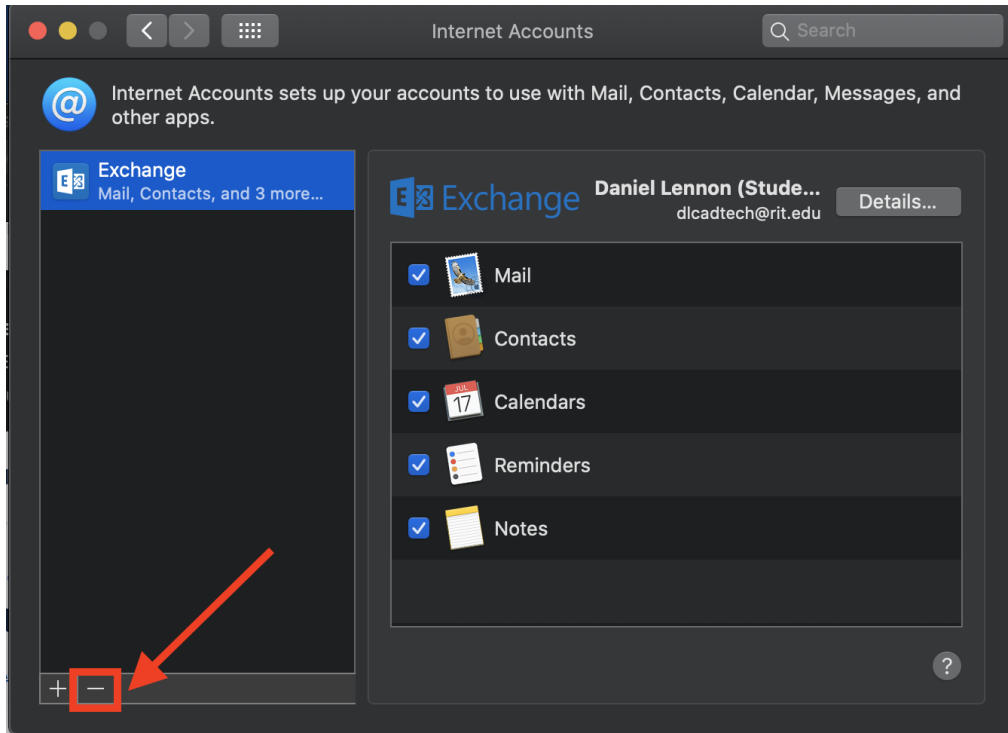 Internet Accounts
Search
Internet Accounts sets up your accounts to use with Mail, Contacts, Calendar, Messages, and
other apps.
Exchange
Mail, Contacts, and 3 more...
E Exchange
Daniel Lennon (Stude...
dlcadtech@rit.edu
Details...
Mail
Contacts
JUL
17
Calendars
Reminders
Notes
?
+ −